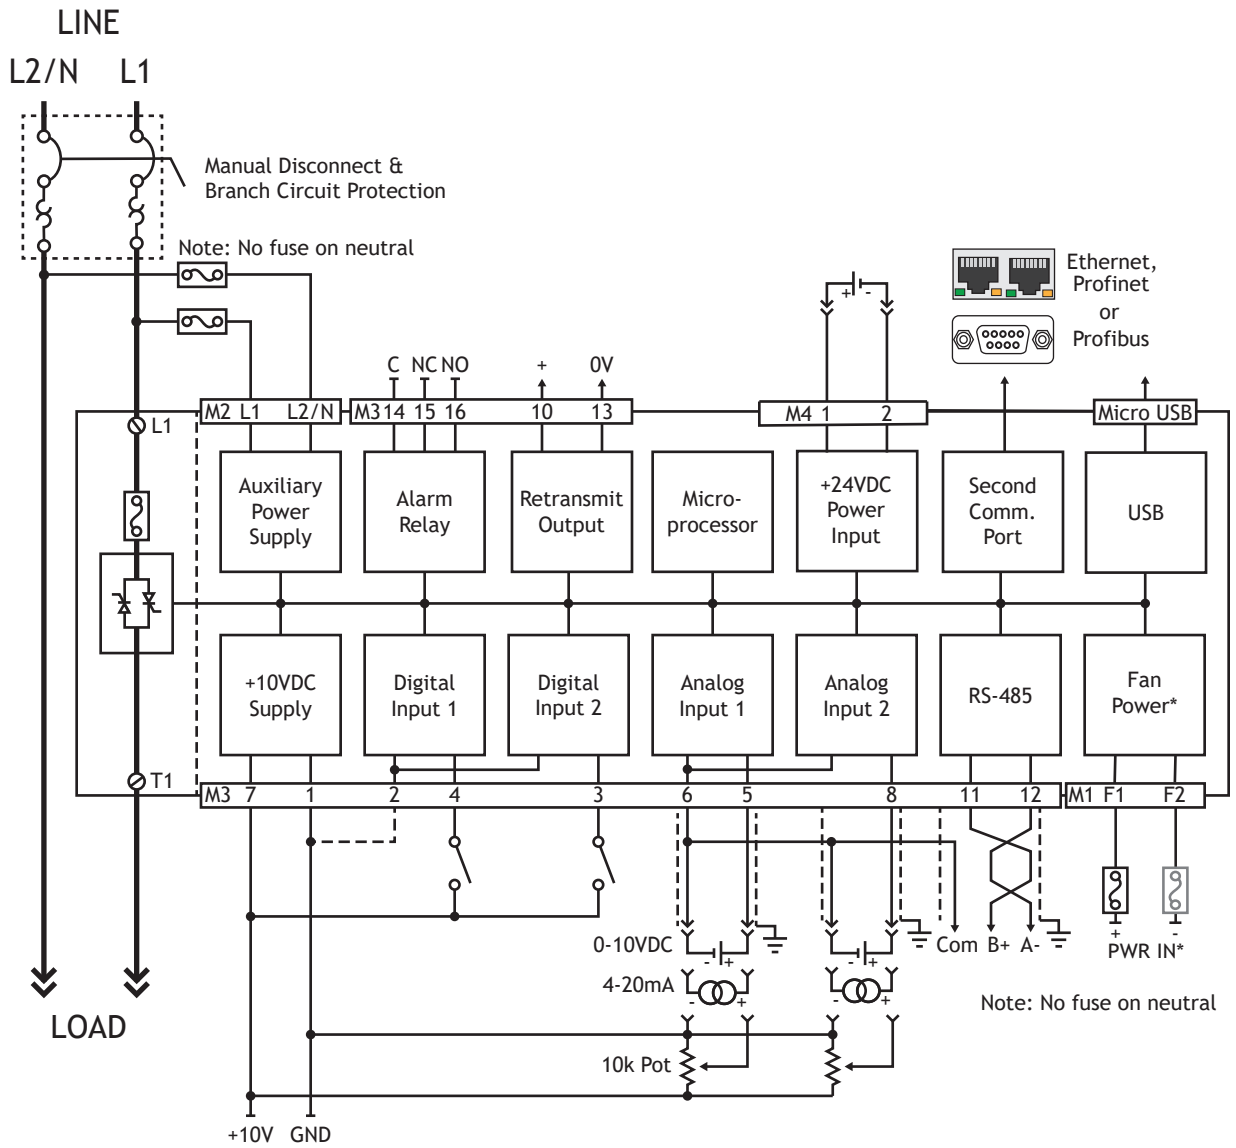 LINE
L2/N L1
Manual Disconnect &
Branch Circuit Protection
Note: No fuse on neutral
Ethernet,
Profinet
or
Profibus
+ -
C NC NO + 0V
M2 L1 L2/N M3 14 15 16 10 13 M4 1 2 Micro USB
L1
Auxiliary
Power
Supply
Alarm
Relay
Retransmit
Output
Micro-
processor
+24VDC
Power
Input
Second
Comm.
Port
USB
+10VDC
Supply
Digital
Input 1
Digital
Input 2
Analog
Input 1
Analog
Input 2
RS-485
Fan
Power*
T1
M3 7 1 2 4 3 6 5 8 11 12 M1 F1 F2
0-10VDC
- +
- +
Com B+ A-
+ -
PWR IN*
4-20mA
- +
- +
Note: No fuse on neutral
LOAD
10k Pot
+10V GND